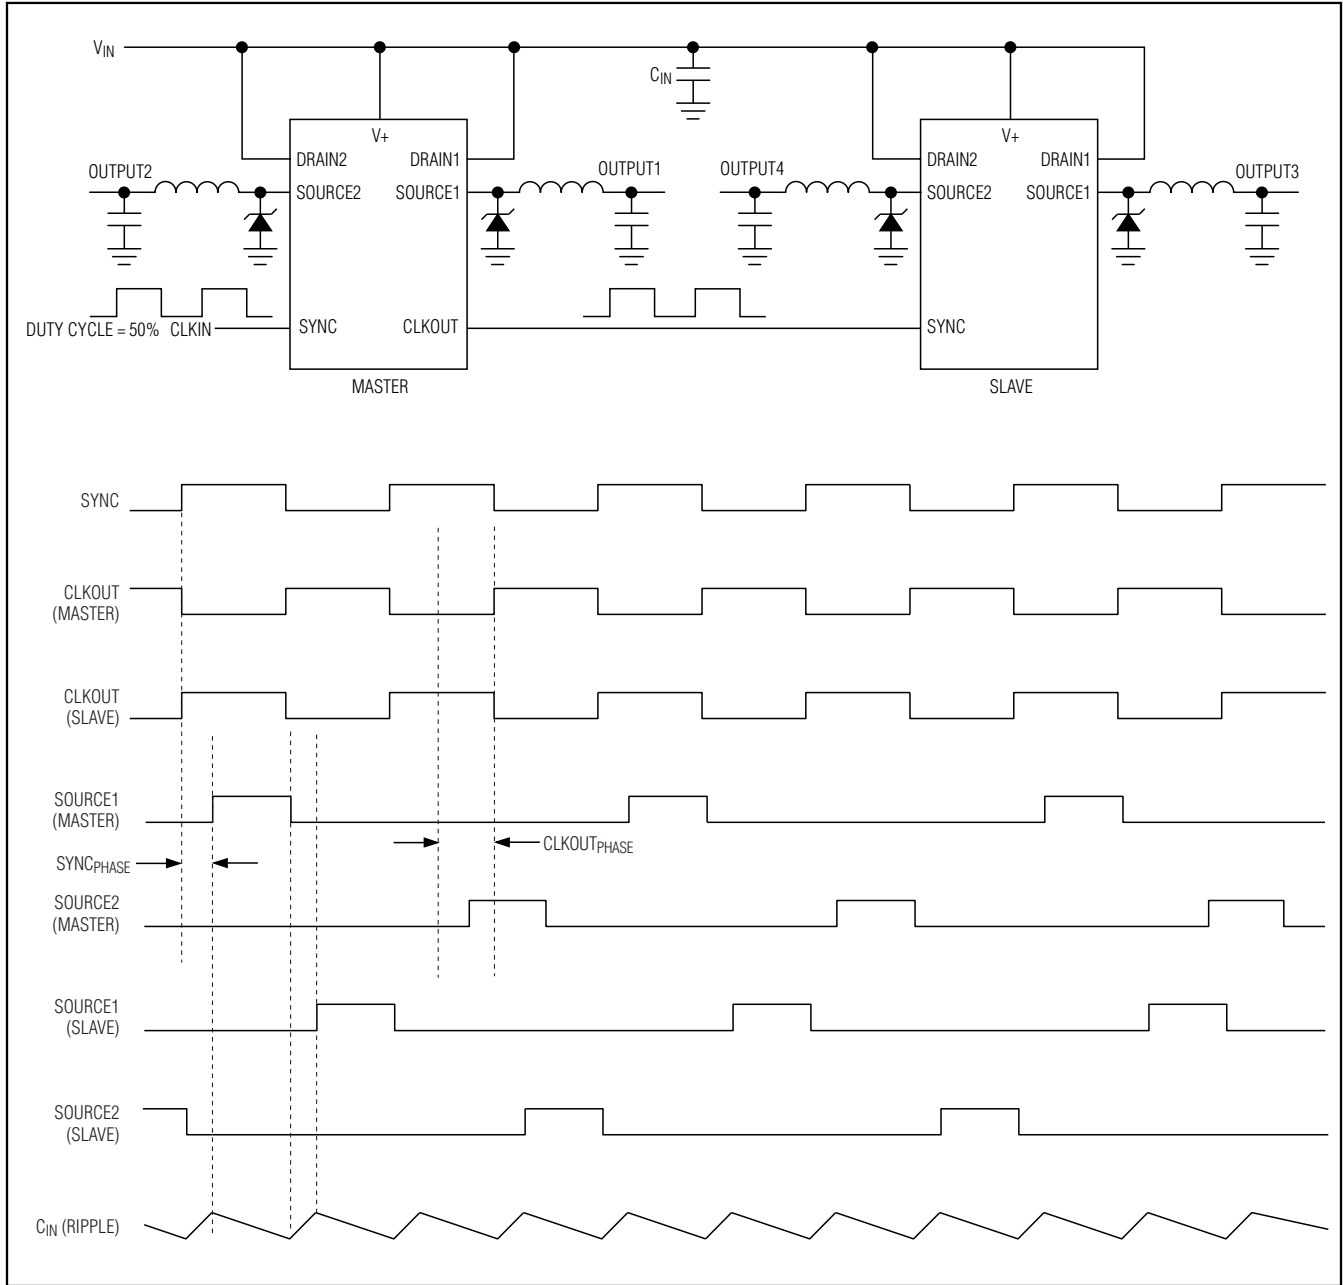 VIN
CIN
V+
V+
DRAIN2 DRAIN1
DRAIN2 DRAIN1
OUTPUT2
OUTPUT1
OUTPUT4
OUTPUT3
SOURCE2 SOURCE1
SOURCE2 SOURCE1
DUTY CYCLE = 50% CLKIN
SYNC CLKOUT
SYNC
MASTER
SLAVE
SYNC
CLKOUT
(MASTER)
CLKOUT
(SLAVE)
SOURCE1
(MASTER)
CLKOUTPHASE
SYNCPHASE
SOURCE2
(MASTER)
SOURCE1
(SLAVE)
SOURCE2
(SLAVE)
CIN (RIPPLE)